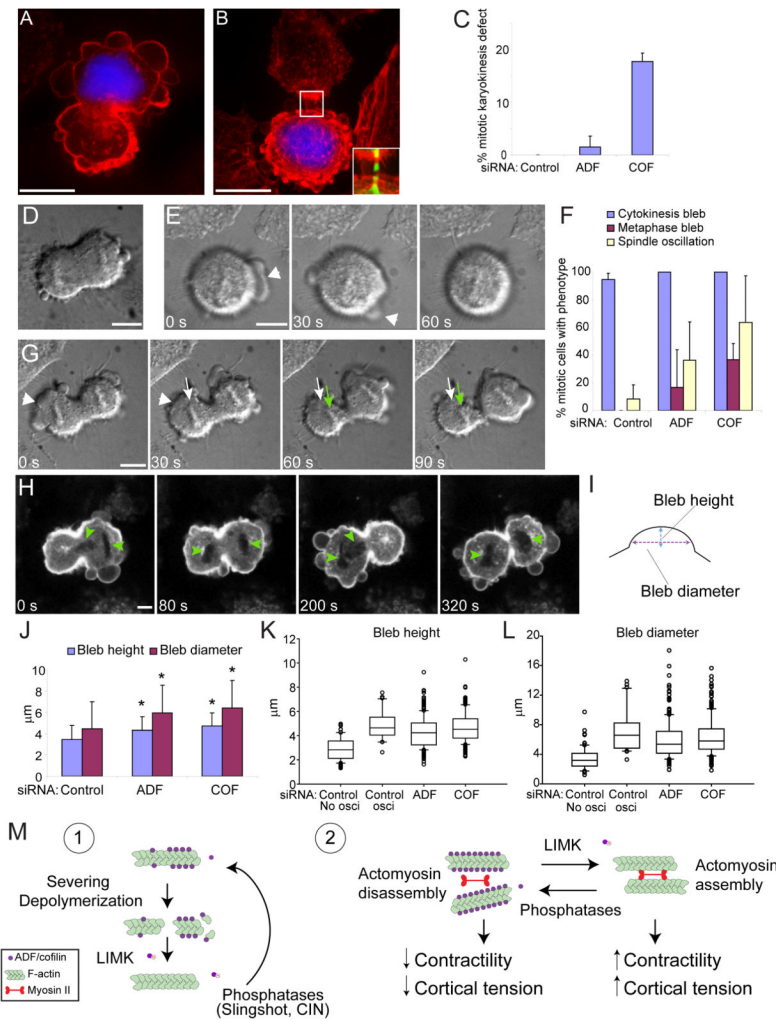 A
B
C
20
10
0
% mitotic karyokinesis defect
siRNA: Control ADF COF
D
E
0 s
30 s
60 s
F
Cytokinesis bleb
Metaphase bleb
Spindle oscillation
100
80
60
40
20
0
% mitotic cells with phenotype
siRNA: Control ADF COF
G
0 s
30 s
60 s
90 s
H
0 s
80 s
200 s
320 s
I
Bleb height
Bleb diameter
J
Bleb height Bleb diameter
10
8
6
4
2
0
µm
* * * *
siRNA: Control ADF COF
K
Bleb height
12
10
8
6
4
2
0
µm
siRNA: Control Control ADF COF
No osci osci
L
Bleb diameter
20
16
12
8
4
0
µm
siRNA: Control Control ADF COF
No osci osci
M
1
Severing
Depolymerization
LIMK
Phosphatases
(Slingshot, CIN)
ADF/cofilin
F-actin
Myosin II
2
LIMK
Actomyosin
disassembly
Phosphatases
Actomyosin
assembly
↓ Contractility
↓ Cortical tension
↑ Contractility
↑ Cortical tension